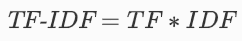 TF-IDF = TF * IDF